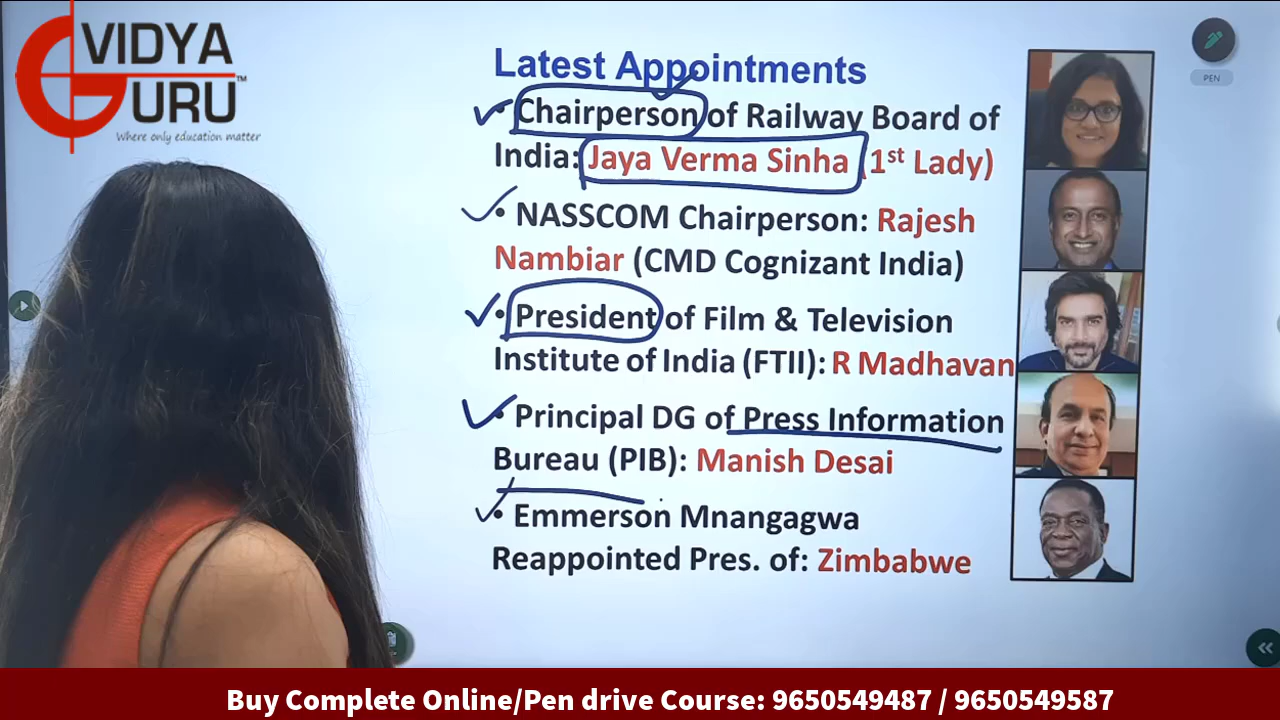 VIDYA
GURU™
Where only education matter
PEN
Latest Appointments
• Chairperson of Railway Board of
India: Jaya Verma Sinha (1st Lady)
• NASSCOM Chairperson: Rajesh
Nambiar (CMD Cognizant India)
• President of Film & Television
Institute of India (FTII): R Madhavan
• Principal DG of Press Information
Bureau (PIB): Manish Desai
• Emmerson Mnangagwa
Reappointed Pres. of: Zimbabwe
Buy Complete Online/Pen drive Course: 9650549487 / 9650549587